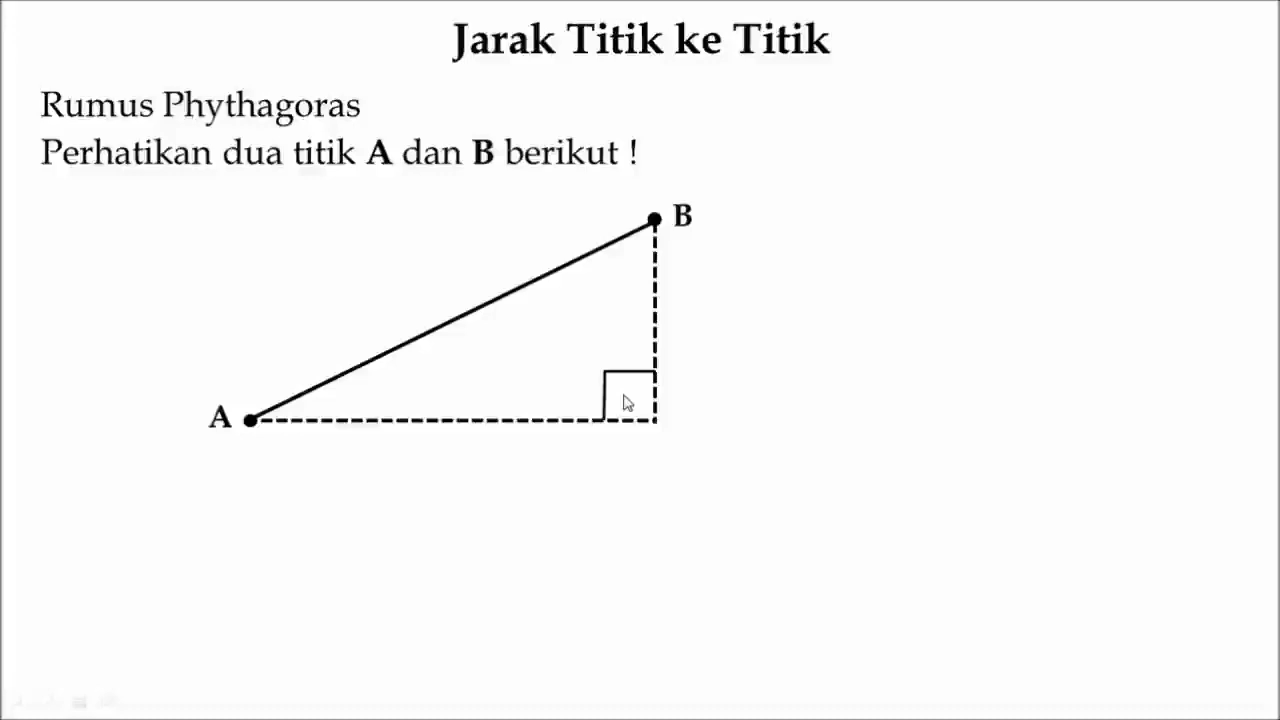 Jarak Titik ke Titik
Rumus Phythagoras
Perhatikan dua titik A dan B berikut !
B
A